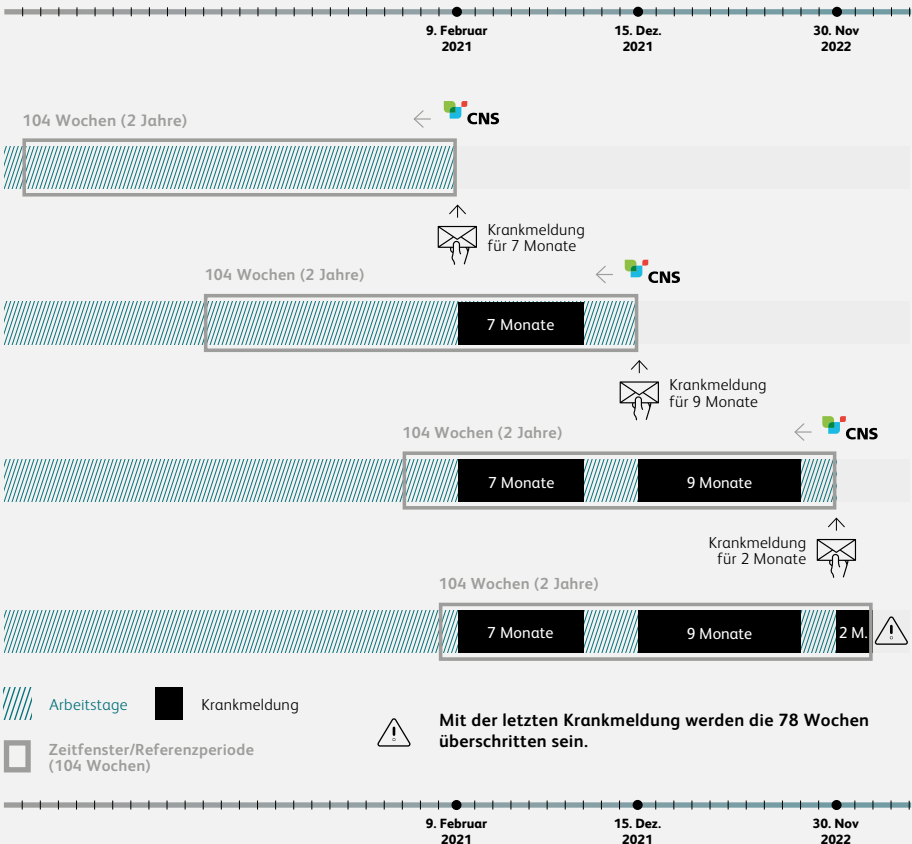 9. Februar
2021
15. Dez.
2021
30. Nov
2022
104 Wochen (2 Jahre)
CNS
Krankmeldung
für 7 Monate
104 Wochen (2 Jahre)
CNS
7 Monate
Krankmeldung
für 9 Monate
104 Wochen (2 Jahre)
CNS
7 Monate
9 Monate
Krankmeldung
für 2 Monate
104 Wochen (2 Jahre)
7 Monate
9 Monate
2 M.
Arbeitstage
Krankmeldung
Zeitfenster/Referenzperiode
(104 Wochen)
Mit der letzten Krankmeldung werden die 78 Wochen
überschritten sein.
9. Februar
2021
15. Dez.
2021
30. Nov
2022